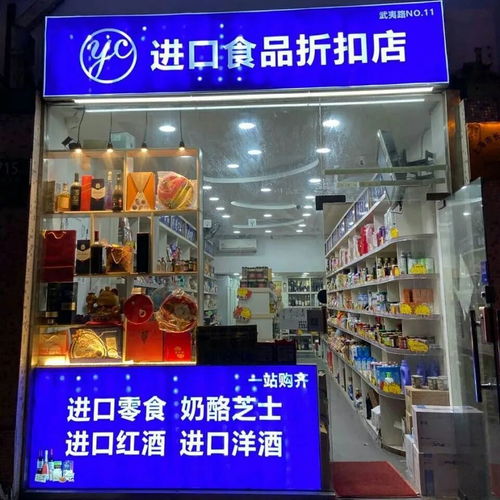 武夷路NO.11
yc 进口食品折扣店
一站购齐
进口零食 奶酪芝士
进口红酒 进口洋酒